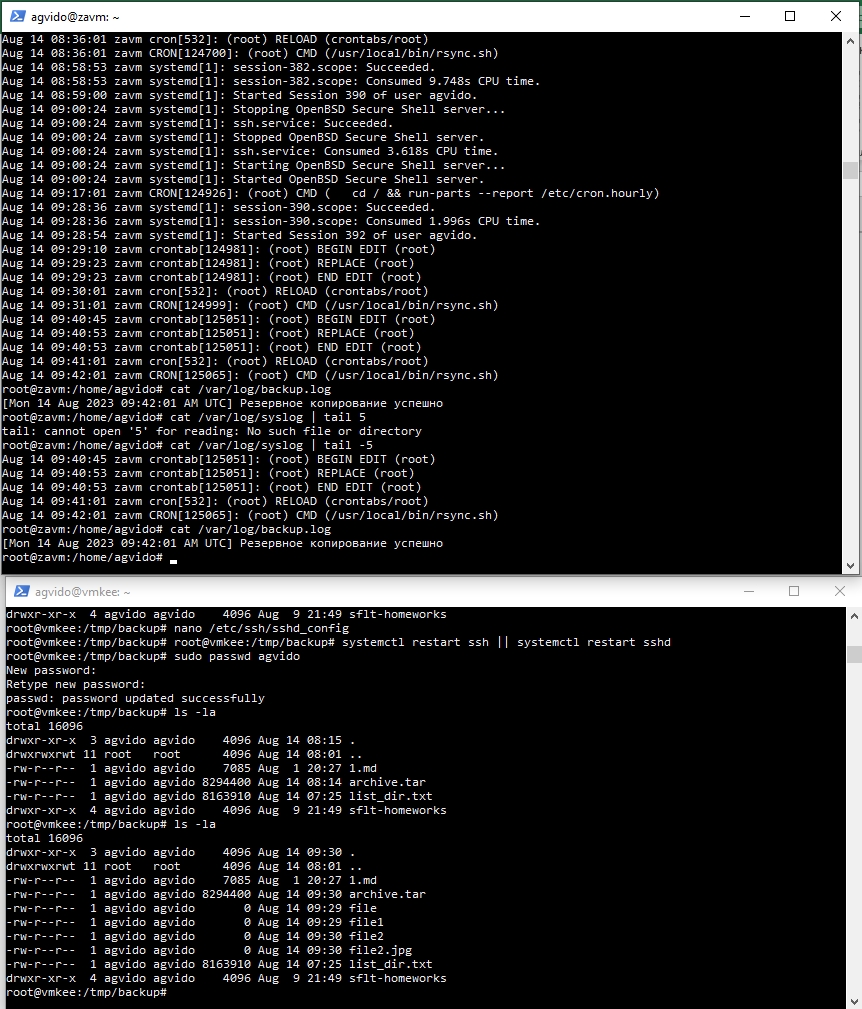 agvido@zavm: ~
Aug 14 08:36:01 zavm cron[532]: (root) RELOAD (crontabs/root)
Aug 14 08:36:01 zavm CRON[124700]: (root) CMD (/usr/local/bin/rsync.sh)
Aug 14 08:58:53 zavm systemd[1]: session-382.scope: Succeeded.
Aug 14 08:58:53 zavm systemd[1]: session-382.scope: Consumed 9.748s CPU time.
Aug 14 08:59:00 zavm systemd[1]: Started Session 390 of user agvido.
Aug 14 09:00:24 zavm systemd[1]: Stopping OpenBSD Secure Shell server...
Aug 14 09:00:24 zavm systemd[1]: ssh.service: Succeeded.
Aug 14 09:00:24 zavm systemd[1]: Stopped OpenBSD Secure Shell server.
Aug 14 09:00:24 zavm systemd[1]: ssh.service: Consumed 3.618s CPU time.
Aug 14 09:00:24 zavm systemd[1]: Starting OpenBSD Secure Shell server...
Aug 14 09:00:24 zavm systemd[1]: Started OpenBSD Secure Shell server.
Aug 14 09:17:01 zavm CRON[124926]: (root) CMD (   cd / && run-parts --report /etc/cron.hourly)
Aug 14 09:28:36 zavm systemd[1]: session-390.scope: Succeeded.
Aug 14 09:28:36 zavm systemd[1]: session-390.scope: Consumed 1.996s CPU time.
Aug 14 09:28:54 zavm systemd[1]: Started Session 392 of user agvido.
Aug 14 09:29:10 zavm crontab[124981]: (root) BEGIN EDIT (root)
Aug 14 09:29:23 zavm crontab[124981]: (root) REPLACE (root)
Aug 14 09:29:23 zavm crontab[124981]: (root) END EDIT (root)
Aug 14 09:30:01 zavm cron[532]: (root) RELOAD (crontabs/root)
Aug 14 09:31:01 zavm CRON[124999]: (root) CMD (/usr/local/bin/rsync.sh)
Aug 14 09:40:45 zavm crontab[125051]: (root) BEGIN EDIT (root)
Aug 14 09:40:53 zavm crontab[125051]: (root) REPLACE (root)
Aug 14 09:40:53 zavm crontab[125051]: (root) END EDIT (root)
Aug 14 09:41:01 zavm cron[532]: (root) RELOAD (crontabs/root)
Aug 14 09:42:01 zavm CRON[125065]: (root) CMD (/usr/local/bin/rsync.sh)
root@zavm:/home/agvido# cat /var/log/backup.log
[Mon 14 Aug 2023 09:42:01 AM UTC] Резервное копирование успешно
root@zavm:/home/agvido# cat /var/log/syslog | tail 5
tail: cannot open '5' for reading: No such file or directory
root@zavm:/home/agvido# cat /var/log/syslog | tail -5
Aug 14 09:40:45 zavm crontab[125051]: (root) BEGIN EDIT (root)
Aug 14 09:40:53 zavm crontab[125051]: (root) REPLACE (root)
Aug 14 09:40:53 zavm crontab[125051]: (root) END EDIT (root)
Aug 14 09:41:01 zavm cron[532]: (root) RELOAD (crontabs/root)
Aug 14 09:42:01 zavm CRON[125065]: (root) CMD (/usr/local/bin/rsync.sh)
root@zavm:/home/agvido# cat /var/log/backup.log
[Mon 14 Aug 2023 09:42:01 AM UTC] Резервное копирование успешно
root@zavm:/home/agvido#
agvido@vmkee: ~
drwxr-xr-x  4 agvido agvido    4096 Aug  9 21:49 sflt-homeworks
root@vmkee:/tmp/backup# nano /etc/ssh/sshd_config
root@vmkee:/tmp/backup# root@vmkee:/tmp/backup# systemctl restart ssh || systemctl restart sshd
root@vmkee:/tmp/backup# sudo passwd agvido
New password:
Retype new password:
passwd: password updated successfully
root@vmkee:/tmp/backup# ls -la
total 16096
drwxr-xr-x  3 agvido agvido    4096 Aug 14 08:15 .
drwxrwxrwt 11 root   root      4096 Aug 14 08:01 ..
-rw-r--r--  1 agvido agvido    7085 Aug  1 20:27 1.md
-rw-r--r--  1 agvido agvido 8294400 Aug 14 08:14 archive.tar
-rw-r--r--  1 agvido agvido 8163910 Aug 14 07:25 list_dir.txt
drwxr-xr-x  4 agvido agvido    4096 Aug  9 21:49 sflt-homeworks
root@vmkee:/tmp/backup# ls -la
total 16096
drwxr-xr-x  3 agvido agvido    4096 Aug 14 09:30 .
drwxrwxrwt 11 root   root      4096 Aug 14 08:01 ..
-rw-r--r--  1 agvido agvido    7085 Aug  1 20:27 1.md
-rw-r--r--  1 agvido agvido 8294400 Aug 14 09:30 archive.tar
-rw-r--r--  1 agvido agvido       0 Aug 14 09:29 file
-rw-r--r--  1 agvido agvido       0 Aug 14 09:29 file1
-rw-r--r--  1 agvido agvido       0 Aug 14 09:30 file2
-rw-r--r--  1 agvido agvido       0 Aug 14 09:30 file2.jpg
-rw-r--r--  1 agvido agvido 8163910 Aug 14 07:25 list_dir.txt
drwxr-xr-x  4 agvido agvido    4096 Aug  9 21:49 sflt-homeworks
root@vmkee:/tmp/backup#